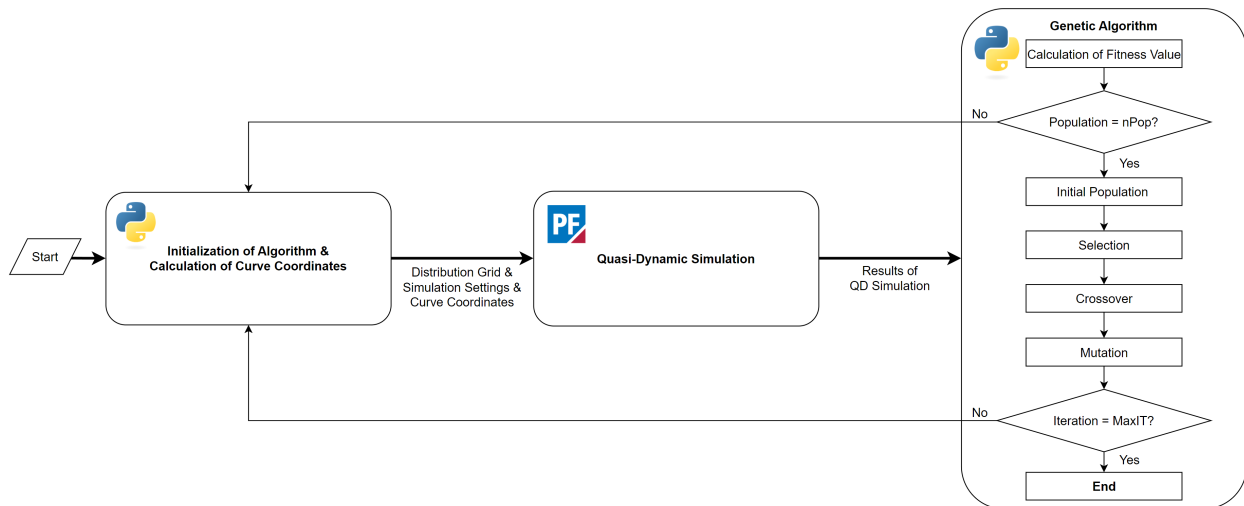 Start
Initialization of Algorithm &
Calculation of Curve Coordinates
Distribution Grid &
Simulation Settings &
Curve Coordinates
PF
Quasi-Dynamic Simulation
Results of
QD Simulation
Genetic Algorithm
Calculation of Fitness Value
No
Population = nPop?
Yes
Initial Population
Selection
Crossover
Mutation
No
Iteration = MaxIT?
Yes
End